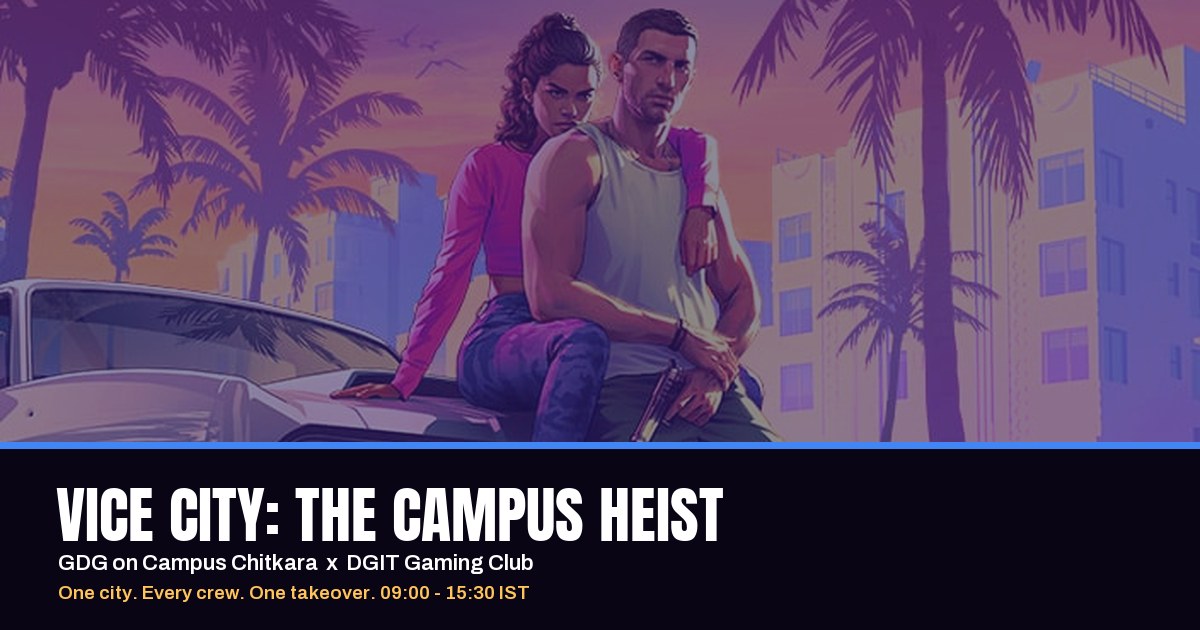 VICE CITY: THE CAMPUS HEIST
GDG on Campus Chitkara x DGIT Gaming Club
One city. Every crew. One takeover. 09:00 - 15:30 IST